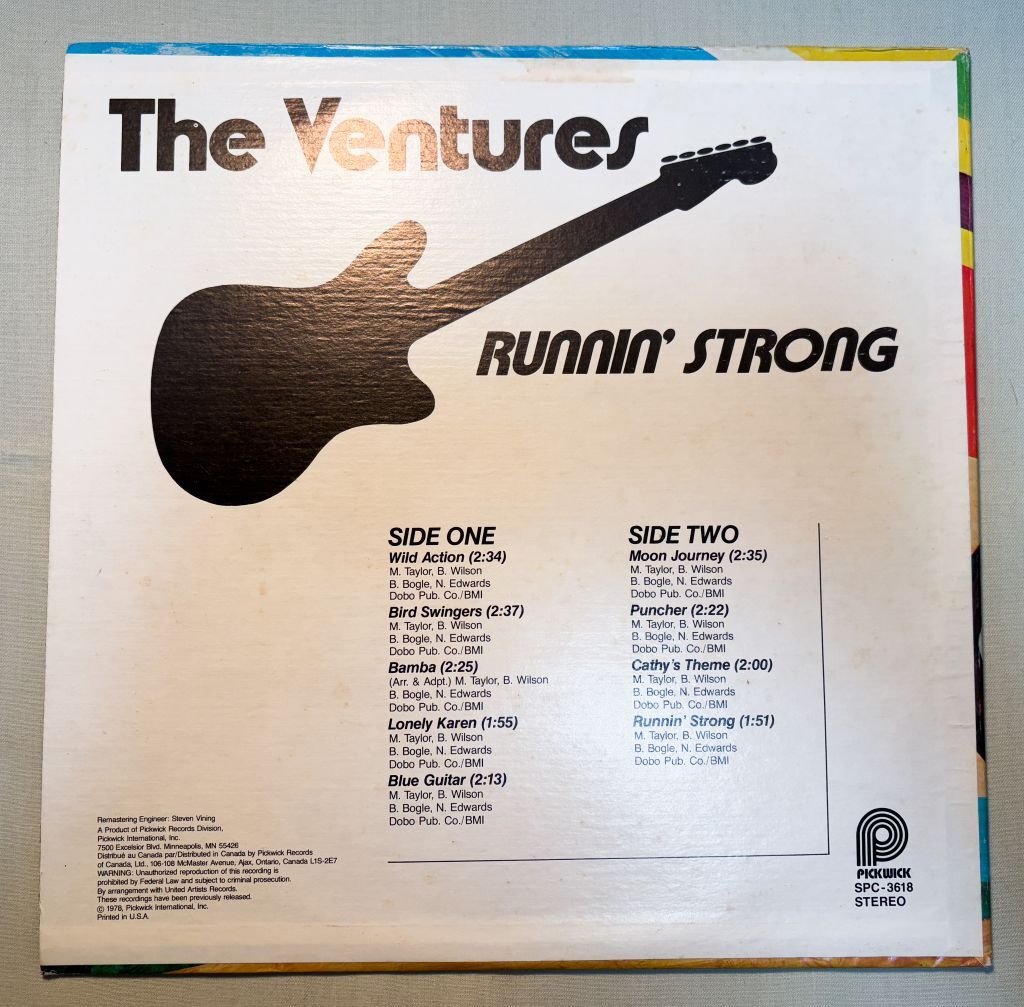 The Ventures
RUNNIN' STRONG
SIDE ONE
Wild Action (2:34)
M. Taylor, B. Wilson
B. Bogle, N. Edwards
Dobo Pub. Co./BMI
Bird Swingers (2:37)
M. Taylor, B. Wilson
B. Bogle, N. Edwards
Dobo Pub. Co./BMI
Bamba (2:25)
(Arr. & Adpt.) M. Taylor, B. Wilson
B. Bogle, N. Edwards
Dobo Pub. Co./BMI
Lonely Karen (1:55)
M. Taylor, B. Wilson
B. Bogle, N. Edwards
Dobo Pub. Co./BMI
Blue Guitar (2:13)
M. Taylor, B. Wilson
B. Bogle, N. Edwards
Dobo Pub. Co./BMI
SIDE TWO
Moon Journey (2:35)
M. Taylor, B. Wilson
B. Bogle, N. Edwards
Dobo Pub. Co./BMI
Puncher (2:22)
M. Taylor, B. Wilson
B. Bogle, N. Edwards
Dobo Pub. Co./BMI
Cathy's Theme (2:00)
M. Taylor, B. Wilson
B. Bogle, N. Edwards
Dobo Pub. Co./BMI
Runnin' Strong (1:51)
M. Taylor, B. Wilson
B. Bogle, N. Edwards
Dobo Pub. Co./BMI
Remastering Engineer: Steven Vining
A Product of Pickwick Records Division,
Pickwick International, Inc.
7500 Excelsior Blvd. Minneapolis, MN 55426
Distribué au Canada par/Distributed in Canada by Pickwick Records
of Canada, Ltd., 106-108 McMaster Avenue, Ajax, Ontario, Canada L1S-2E7
WARNING: Unauthorized reproduction of this recording is
prohibited by Federal Law and subject to criminal prosecution.
By arrangement with United Artists Records.
These recordings have been previously released.
© 1978, Pickwick International, Inc.
Printed in U.S.A.
PICKWICK
SPC-3618
STEREO